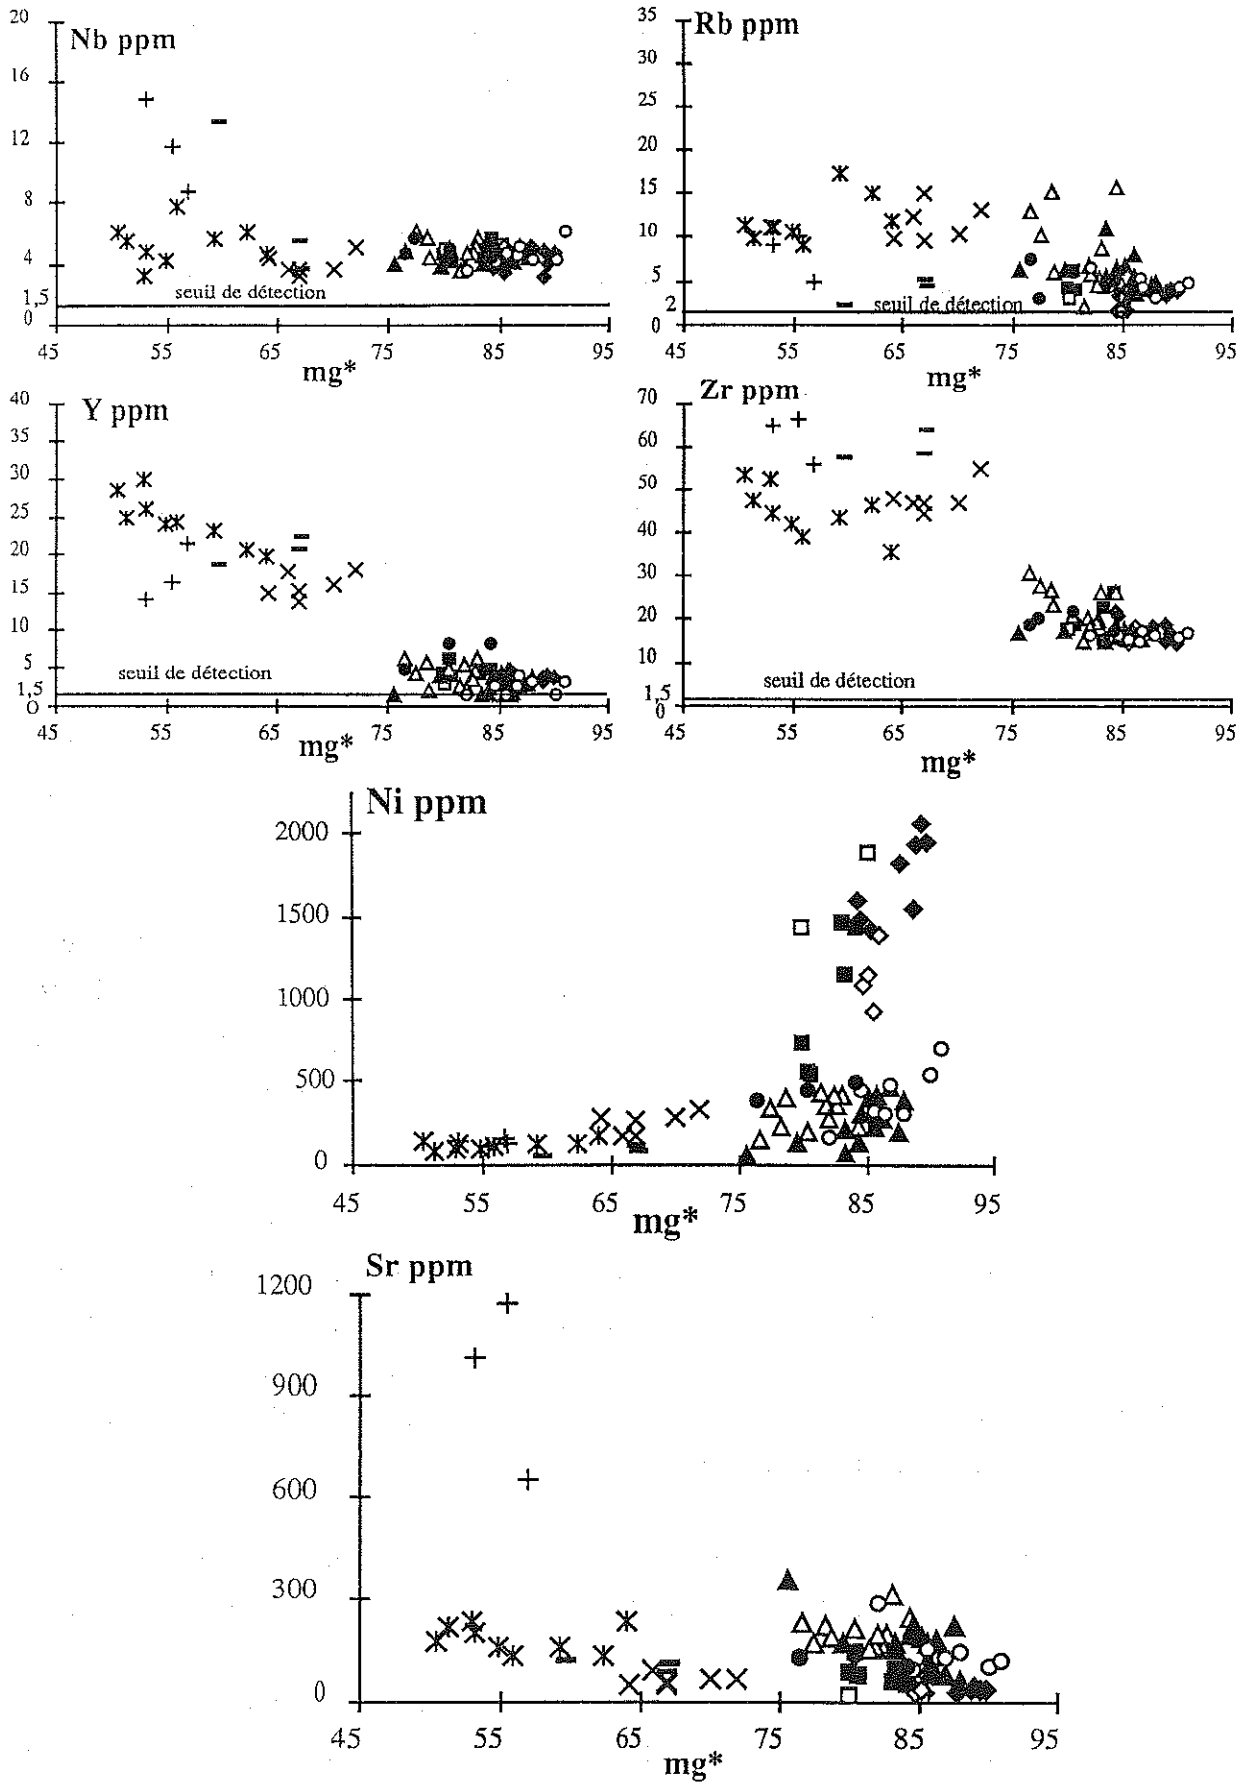 Nb ppm
20
16
12
8
4
1,5
0
seuil de détection
45 55 65 75 85 95
mg*
Rb ppm
35
30
25
20
15
10
5
2
0
seuil de détection
45 55 65 75 85 95
mg*
Y ppm
40
35
30
25
20
15
10
5
1,5
0
seuil de détection
45 55 65 75 85 95
mg*
Zr ppm
70
60
50
40
30
20
10
1,5
0
seuil de détection
45 55 65 75 85 95
mg*
Ni ppm
2000
1500
1000
500
0
45 55 65 75 85 95
mg*
Sr ppm
1200
900
600
300
0
45 55 65 75 85 95
mg*